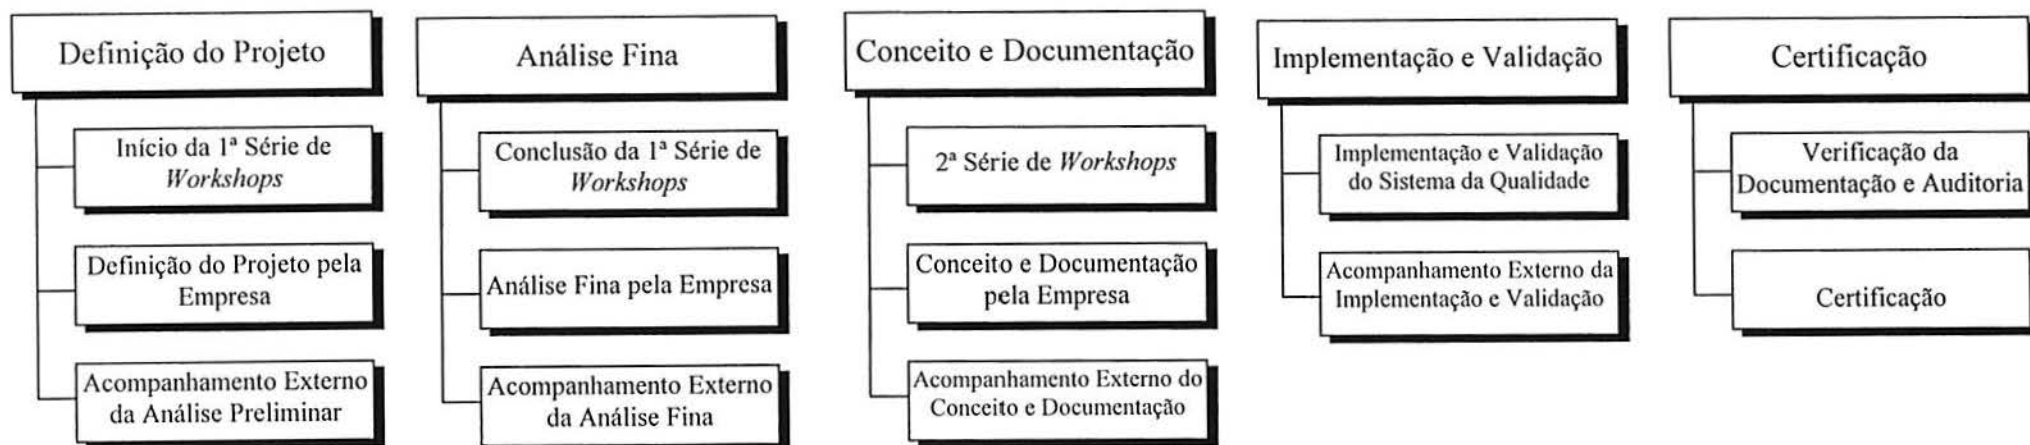 Definição do Projeto
Início da 1ª Série de
Workshops
Definição do Projeto pela
Empresa
Acompanhamento Externo
da Análise Preliminar
Análise Fina
Conclusão da 1ª Série de
Workshops
Análise Fina pela Empresa
Acompanhamento Externo
da Análise Fina
Conceito e Documentação
2ª Série de Workshops
Conceito e Documentação
pela Empresa
Acompanhamento Externo do
Conceito e Documentação
Implementação e Validação
Implementação e Validação
do Sistema da Qualidade
Acompanhamento Externo da
Implementação e Validação
Certificação
Verificação da
Documentação e Auditoria
Certificação